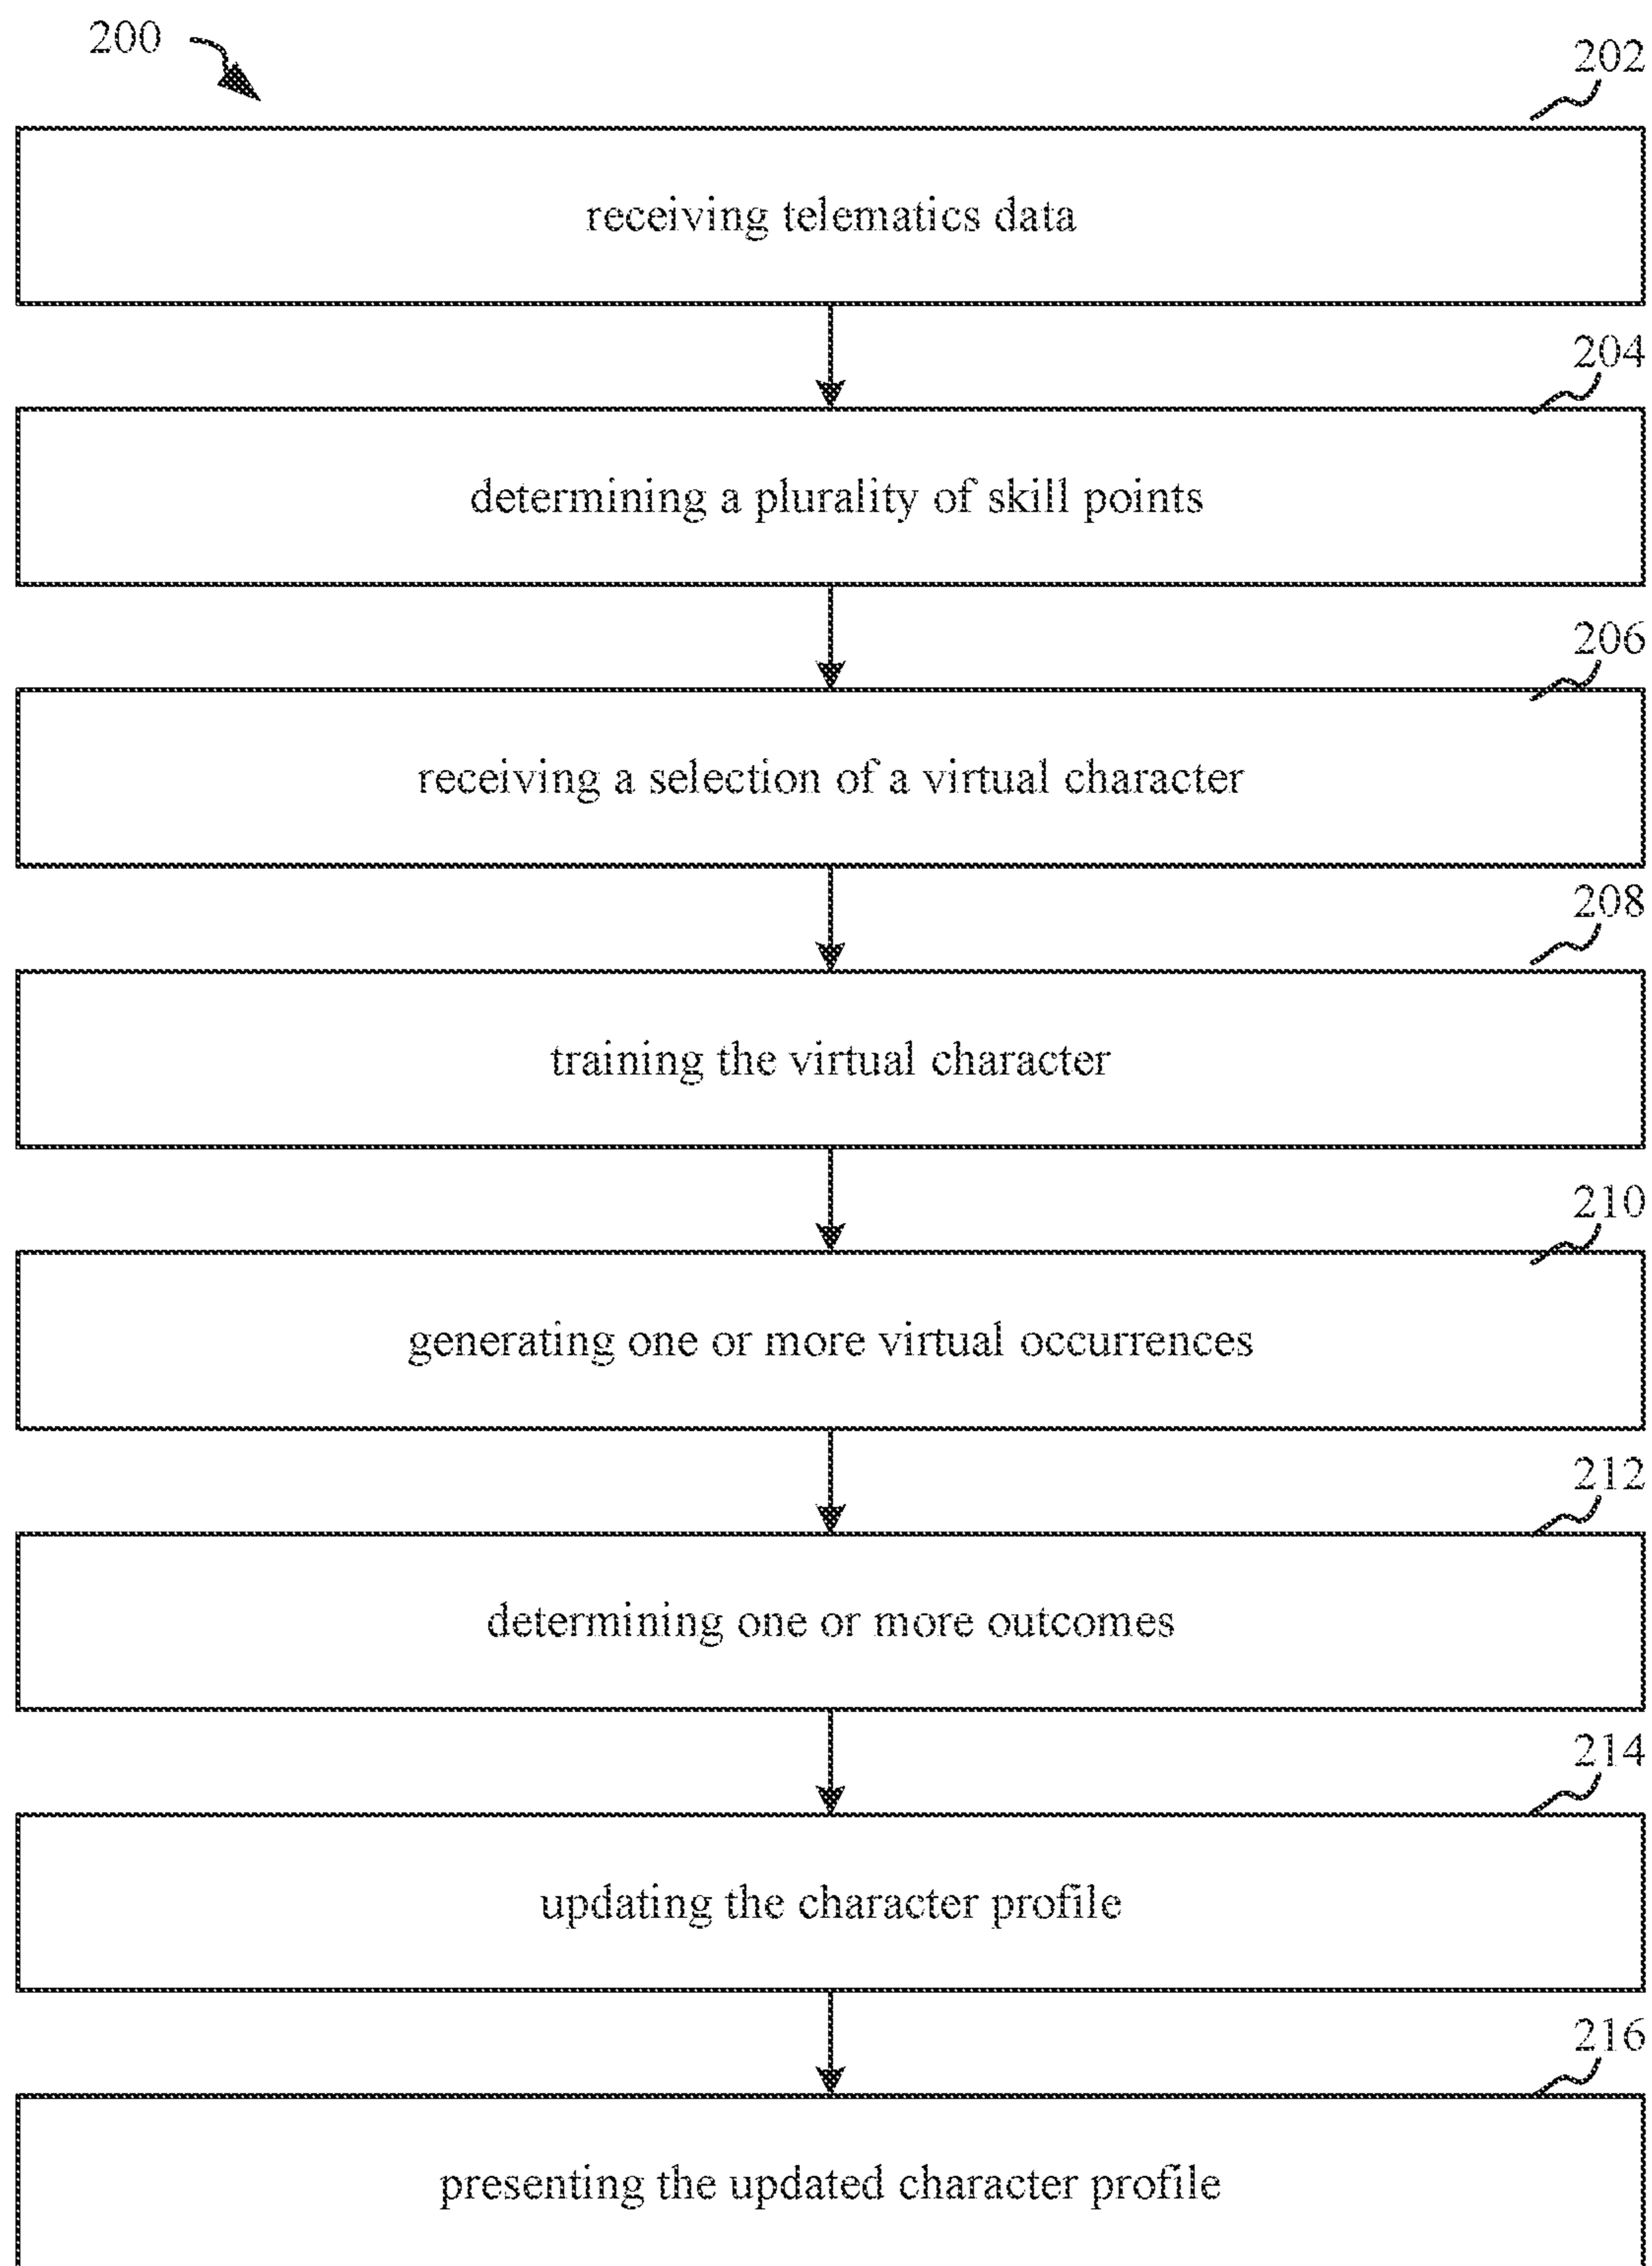 200
202
receiving telematics data
204
determining a plurality of skill points
206
receiving a selection of a virtual character
208
training the virtual character
210
generating one or more virtual occurrences
212
determining one or more outcomes
214
updating the character profile
216
presenting the updated character profile